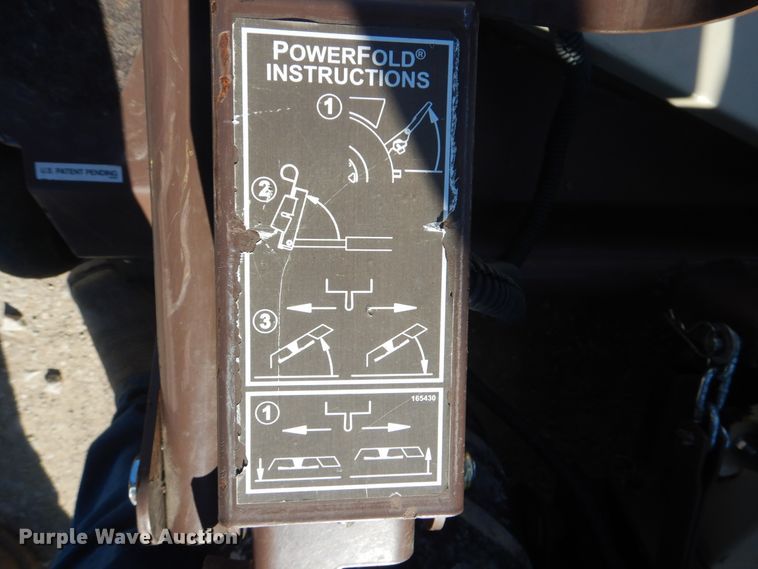 POWERFOLD®
INSTRUCTIONS
1
U.S. PATENT PENDING
2
3
165430
1
Purple Wave Auction